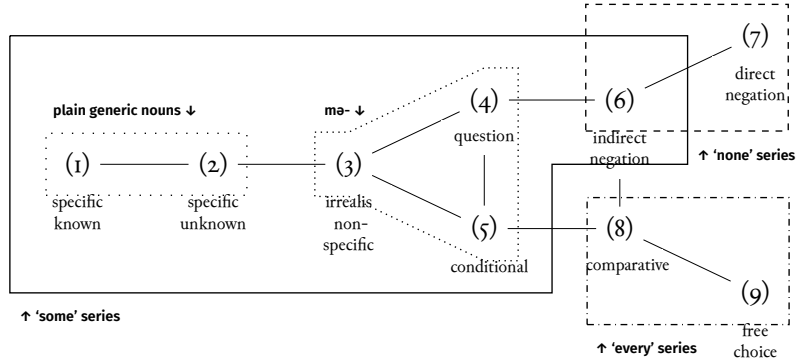 (7)
direct
negation
plain generic nouns ↓
mə- ↓
(4)
question
(6)
indirect
negation
↑ ‘none’ series
(1)
specific
known
(2)
specific
unknown
(3)
irrealis
non-
specific
(5)
conditional
(8)
comparative
(9)
free
choice
↑ ‘some’ series
↑ ‘every’ series